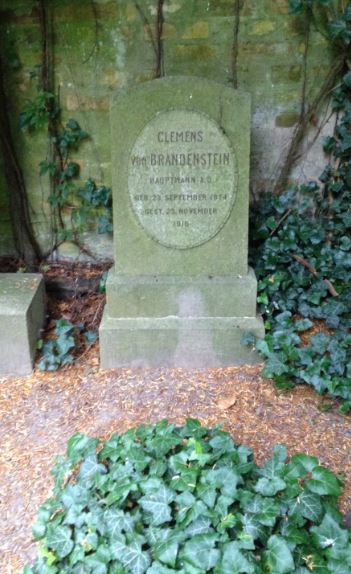 CLEMENS
von BRANDENSTEIN
HAUPTMANN A.D.
GEB. 23. SEPTEMBER 1874
GEST. 25. NOVEMBER
1916